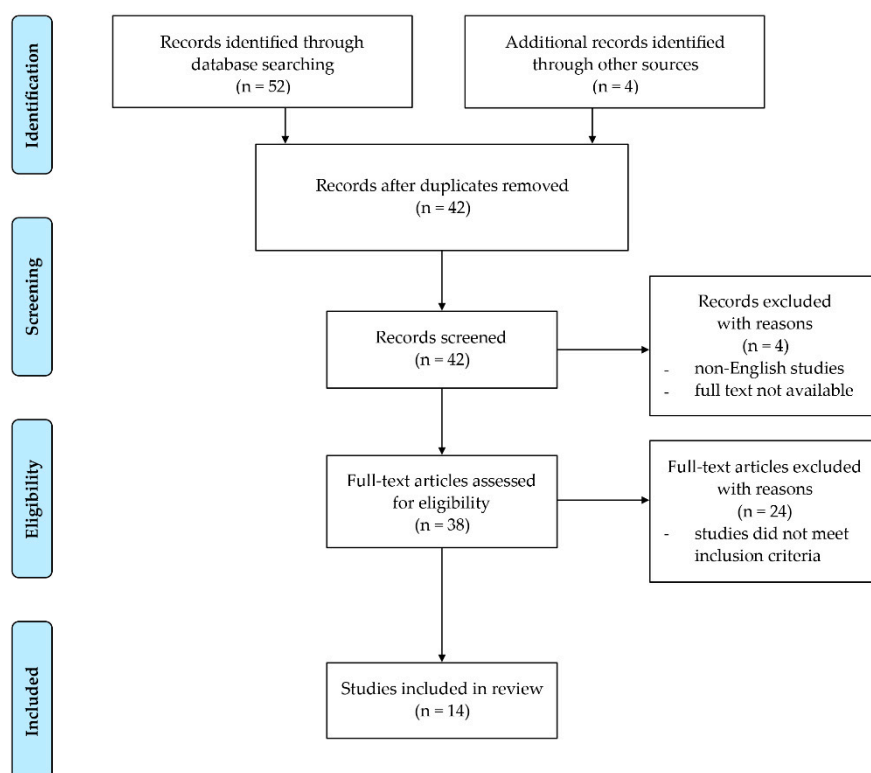 Identification
Records identified through
database searching
(n = 52)
Additional records identified
through other sources
(n = 4)
Records after duplicates removed
(n = 42)
Screening
Records screened
(n = 42)
Records excluded
with reasons
(n = 4)
- non-English studies
- full text not available
Eligibility
Full-text articles assessed
for eligibility
(n = 38)
Full-text articles excluded
with reasons
(n = 24)
- studies did not meet
inclusion criteria
Included
Studies included in review
(n = 14)